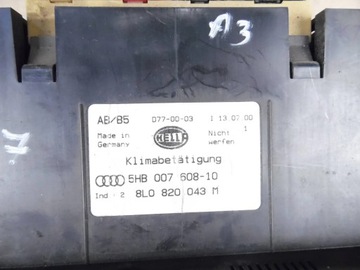 A3
7
AB/B5 077-00-03 1 13.07.00
Made in Germany HELLA Nicht werfen 1
Klimabetätigung
5HB 007 608-10
Ind.: 2 8L0 820 043 M